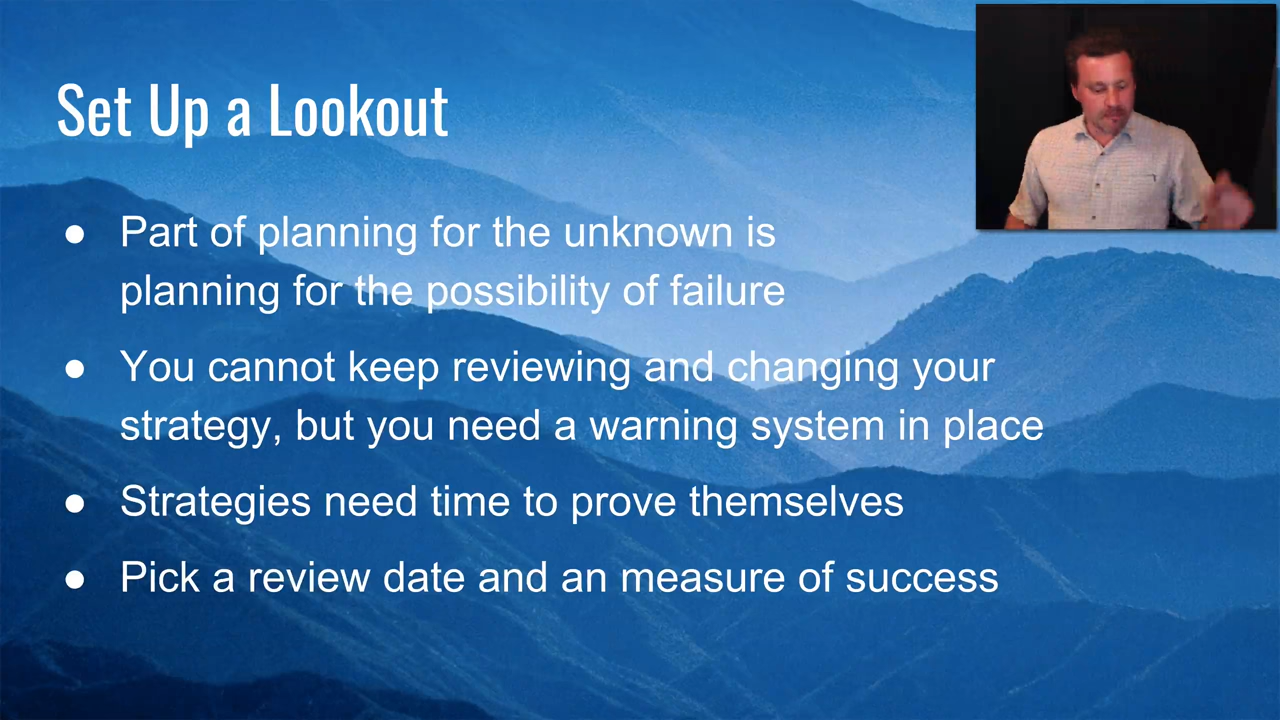 Set Up a Lookout
● Part of planning for the unknown is
planning for the possibility of failure
● You cannot keep reviewing and changing your
strategy, but you need a warning system in place
● Strategies need time to prove themselves
● Pick a review date and an measure of success